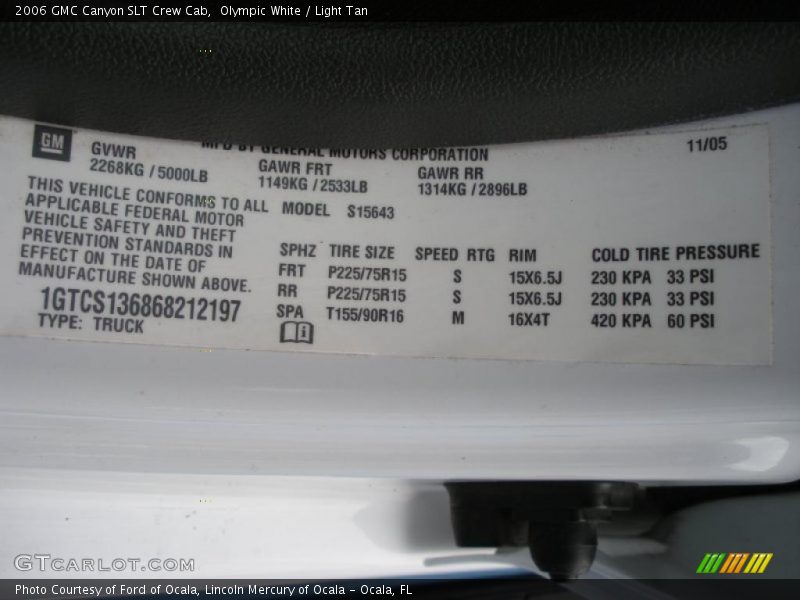 2006 GMC Canyon SLT Crew Cab,  Olympic White / Light Tan
GM
MFD BY GENERAL MOTORS CORPORATION
11/05
GVWR
2268KG / 5000LB
GAWR FRT
1149KG / 2533LB
GAWR RR
1314KG / 2896LB
THIS VEHICLE CONFORMS TO ALL
APPLICABLE FEDERAL MOTOR
VEHICLE SAFETY AND THEFT
PREVENTION STANDARDS IN
EFFECT ON THE DATE OF
MANUFACTURE SHOWN ABOVE.
1GTCS136868212197
TYPE: TRUCK
MODEL S15643
SPHZ TIRE SIZE SPEED RTG RIM COLD TIRE PRESSURE
FRT P225/75R15 S 15X6.5J 230 KPA 33 PSI
RR P225/75R15 S 15X6.5J 230 KPA 33 PSI
SPA T155/90R16 M 16X4T 420 KPA 60 PSI
GTCARLOT.COM
Photo Courtesy of Ford of Ocala, Lincoln Mercury of Ocala – Ocala, FL